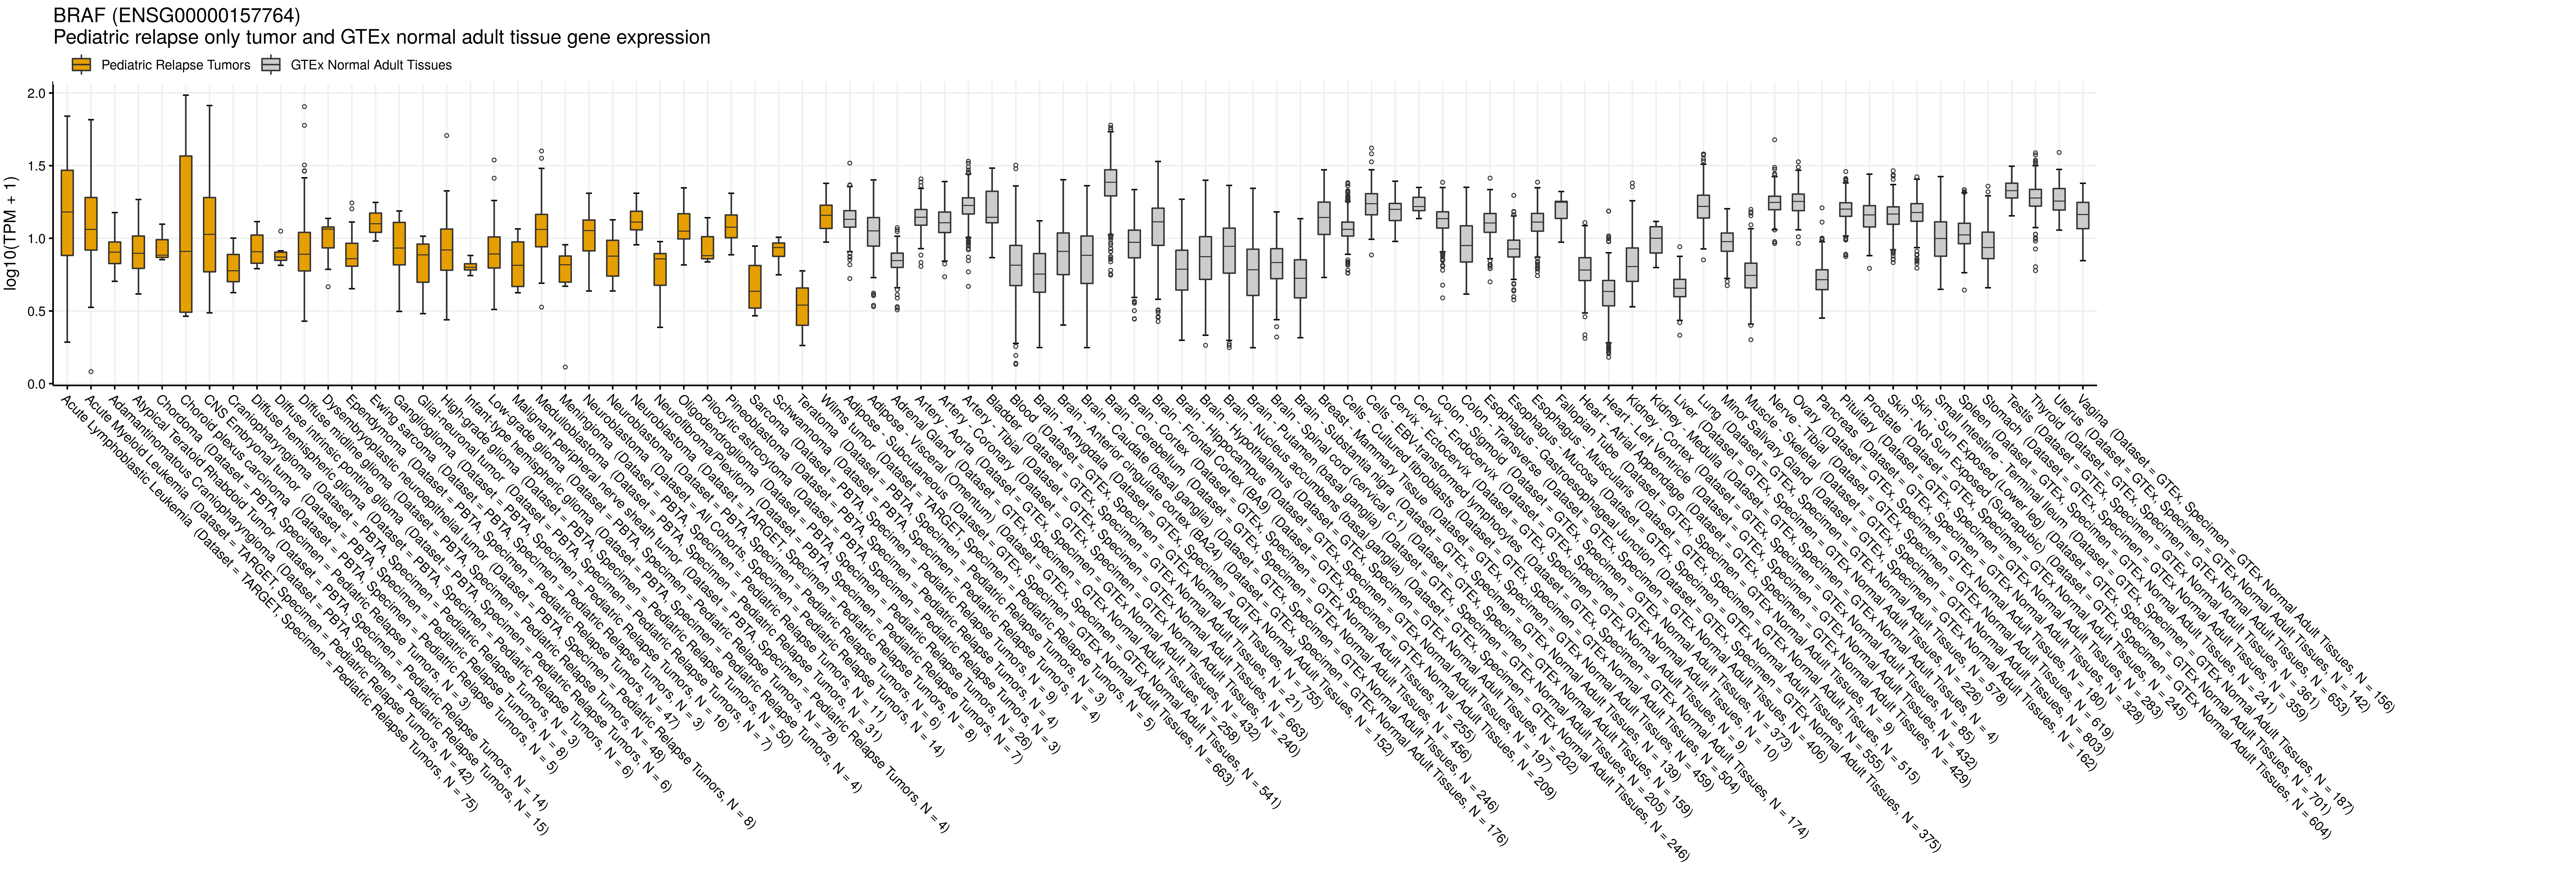 BRAF (ENSG00000157764)
Pediatric relapse only tumor and GTEx normal adult tissue gene expression
Pediatric Relapse Tumors
GTEx Normal Adult Tissues
log10(TPM + 1)
2.0
1.5
1.0
0.5
0.0
Acute Lymphoblastic Leukemia (Dataset = TARGET, Specimen = Pediatric Relapse Tumors, N = 75)
Acute Myeloid Leukemia (Dataset = TARGET, Specimen = Pediatric Relapse Tumors, N = 42)
Adamantinomatous Craniopharyngioma (Dataset = PBTA, Specimen = Pediatric Relapse Tumors, N = 15)
Atypical Teratoid Rhabdoid Tumor (Dataset = PBTA, Specimen = Pediatric Relapse Tumors, N = 14)
Chordoma (Dataset = PBTA, Specimen = Pediatric Relapse Tumors, N = 3)
Choroid plexus carcinoma (Dataset = PBTA, Specimen = Pediatric Relapse Tumors, N = 5)
CNS Embryonal tumor (Dataset = PBTA, Specimen = Pediatric Relapse Tumors, N = 8)
Craniopharyngioma (Dataset = PBTA, Specimen = Pediatric Relapse Tumors, N = 3)
Diffuse hemispheric glioma (Dataset = PBTA, Specimen = Pediatric Relapse Tumors, N = 6)
Diffuse intrinsic pontine glioma (Dataset = PBTA, Specimen = Pediatric Relapse Tumors, N = 6)
Diffuse midline glioma (Dataset = PBTA, Specimen = Pediatric Relapse Tumors, N = 48)
Dysembryoplastic neuroepithelial tumor (Dataset = PBTA, Specimen = Pediatric Relapse Tumors, N = 8)
Ependymoma (Dataset = PBTA, Specimen = Pediatric Relapse Tumors, N = 47)
Ewing sarcoma (Dataset = PBTA, Specimen = Pediatric Relapse Tumors, N = 3)
Ganglioglioma (Dataset = PBTA, Specimen = Pediatric Relapse Tumors, N = 16)
Glial-neuronal tumor (Dataset = PBTA, Specimen = Pediatric Relapse Tumors, N = 7)
High-grade glioma (Dataset = PBTA, Specimen = Pediatric Relapse Tumors, N = 50)
Infant-type hemispheric glioma (Dataset = PBTA, Specimen = Pediatric Relapse Tumors, N = 4)
Low-grade glioma (Dataset = PBTA, Specimen = Pediatric Relapse Tumors, N = 78)
Malignant peripheral nerve sheath tumor (Dataset = PBTA, Specimen = Pediatric Relapse Tumors, N = 4)
Medulloblastoma (Dataset = PBTA, Specimen = Pediatric Relapse Tumors, N = 31)
Meningioma (Dataset = PBTA, Specimen = Pediatric Relapse Tumors, N = 11)
Neuroblastoma (Dataset = All Cohorts, Specimen = Pediatric Relapse Tumors, N = 14)
Neuroblastoma (Dataset = PBTA, Specimen = Pediatric Relapse Tumors, N = 6)
Neuroblastoma (Dataset = TARGET, Specimen = Pediatric Relapse Tumors, N = 8)
Neurofibroma/Plexiform (Dataset = PBTA, Specimen = Pediatric Relapse Tumors, N = 7)
Oligodendroglioma (Dataset = PBTA, Specimen = Pediatric Relapse Tumors, N = 26)
Pilocytic astrocytoma (Dataset = PBTA, Specimen = Pediatric Relapse Tumors, N = 3)
Pineoblastoma (Dataset = PBTA, Specimen = Pediatric Relapse Tumors, N = 4)
Sarcoma (Dataset = PBTA, Specimen = Pediatric Relapse Tumors, N = 9)
Schwannoma (Dataset = PBTA, Specimen = Pediatric Relapse Tumors, N = 4)
Teratoma (Dataset = PBTA, Specimen = Pediatric Relapse Tumors, N = 3)
Wilms tumor (Dataset = TARGET, Specimen = Pediatric Relapse Tumors, N = 5)
Adipose - Subcutaneous (Dataset = GTEx, Specimen = GTEx Normal Adult Tissues, N = 663)
Adipose - Visceral (Omentum) (Dataset = GTEx, Specimen = GTEx Normal Adult Tissues, N = 541)
Adrenal Gland (Dataset = GTEx, Specimen = GTEx Normal Adult Tissues, N = 258)
Artery - Aorta (Dataset = GTEx, Specimen = GTEx Normal Adult Tissues, N = 432)
Artery - Coronary (Dataset = GTEx, Specimen = GTEx Normal Adult Tissues, N = 240)
Artery - Tibial (Dataset = GTEx, Specimen = GTEx Normal Adult Tissues, N = 663)
Bladder (Dataset = GTEx, Specimen = GTEx Normal Adult Tissues, N = 21)
Blood (Dataset = GTEx, Specimen = GTEx Normal Adult Tissues, N = 755)
Brain - Amygdala (Dataset = GTEx, Specimen = GTEx Normal Adult Tissues, N = 152)
Brain - Anterior cingulate cortex (BA24) (Dataset = GTEx, Specimen = GTEx Normal Adult Tissues, N = 176)
Brain - Caudate (basal ganglia) (Dataset = GTEx, Specimen = GTEx Normal Adult Tissues, N = 246)
Brain - Cerebellum (Dataset = GTEx, Specimen = GTEx Normal Adult Tissues, N = 456)
Brain - Cortex (Dataset = GTEx, Specimen = GTEx Normal Adult Tissues, N = 255)
Brain - Frontal Cortex (BA9) (Dataset = GTEx, Specimen = GTEx Normal Adult Tissues, N = 209)
Brain - Hippocampus (Dataset = GTEx, Specimen = GTEx Normal Adult Tissues, N = 197)
Brain - Hypothalamus (Dataset = GTEx, Specimen = GTEx Normal Adult Tissues, N = 202)
Brain - Nucleus accumbens (basal ganglia) (Dataset = GTEx, Specimen = GTEx Normal Adult Tissues, N = 246)
Brain - Putamen (basal ganglia) (Dataset = GTEx, Specimen = GTEx Normal Adult Tissues, N = 205)
Brain - Spinal cord (cervical c-1) (Dataset = GTEx, Specimen = GTEx Normal Adult Tissues, N = 159)
Brain - Substantia nigra (Dataset = GTEx, Specimen = GTEx Normal Adult Tissues, N = 139)
Breast - Mammary Tissue (Dataset = GTEx, Specimen = GTEx Normal Adult Tissues, N = 459)
Cells - Cultured fibroblasts (Dataset = GTEx, Specimen = GTEx Normal Adult Tissues, N = 504)
Cells - EBV-transformed lymphocytes (Dataset = GTEx, Specimen = GTEx Normal Adult Tissues, N = 174)
Cervix - Ectocervix (Dataset = GTEx, Specimen = GTEx Normal Adult Tissues, N = 9)
Cervix - Endocervix (Dataset = GTEx, Specimen = GTEx Normal Adult Tissues, N = 10)
Colon - Sigmoid (Dataset = GTEx, Specimen = GTEx Normal Adult Tissues, N = 373)
Colon - Transverse (Dataset = GTEx, Specimen = GTEx Normal Adult Tissues, N = 406)
Esophagus - Gastroesophageal Junction (Dataset = GTEx, Specimen = GTEx Normal Adult Tissues, N = 375)
Esophagus - Mucosa (Dataset = GTEx, Specimen = GTEx Normal Adult Tissues, N = 555)
Esophagus - Muscularis (Dataset = GTEx, Specimen = GTEx Normal Adult Tissues, N = 515)
Fallopian Tube (Dataset = GTEx, Specimen = GTEx Normal Adult Tissues, N = 9)
Heart - Atrial Appendage (Dataset = GTEx, Specimen = GTEx Normal Adult Tissues, N = 429)
Heart - Left Ventricle (Dataset = GTEx, Specimen = GTEx Normal Adult Tissues, N = 432)
Kidney - Cortex (Dataset = GTEx, Specimen = GTEx Normal Adult Tissues, N = 85)
Kidney - Medulla (Dataset = GTEx, Specimen = GTEx Normal Adult Tissues, N = 4)
Liver (Dataset = GTEx, Specimen = GTEx Normal Adult Tissues, N = 226)
Lung (Dataset = GTEx, Specimen = GTEx Normal Adult Tissues, N = 578)
Minor Salivary Gland (Dataset = GTEx, Specimen = GTEx Normal Adult Tissues, N = 162)
Muscle - Skeletal (Dataset = GTEx, Specimen = GTEx Normal Adult Tissues, N = 803)
Nerve - Tibial (Dataset = GTEx, Specimen = GTEx Normal Adult Tissues, N = 619)
Ovary (Dataset = GTEx, Specimen = GTEx Normal Adult Tissues, N = 180)
Pancreas (Dataset = GTEx, Specimen = GTEx Normal Adult Tissues, N = 328)
Pituitary (Dataset = GTEx, Specimen = GTEx Normal Adult Tissues, N = 283)
Prostate (Dataset = GTEx, Specimen = GTEx Normal Adult Tissues, N = 245)
Skin - Not Sun Exposed (Suprapubic) (Dataset = GTEx, Specimen = GTEx Normal Adult Tissues, N = 604)
Skin - Sun Exposed (Lower leg) (Dataset = GTEx, Specimen = GTEx Normal Adult Tissues, N = 701)
Small Intestine - Terminal Ileum (Dataset = GTEx, Specimen = GTEx Normal Adult Tissues, N = 187)
Spleen (Dataset = GTEx, Specimen = GTEx Normal Adult Tissues, N = 241)
Stomach (Dataset = GTEx, Specimen = GTEx Normal Adult Tissues, N = 359)
Testis (Dataset = GTEx, Specimen = GTEx Normal Adult Tissues, N = 361)
Thyroid (Dataset = GTEx, Specimen = GTEx Normal Adult Tissues, N = 653)
Uterus (Dataset = GTEx, Specimen = GTEx Normal Adult Tissues, N = 142)
Vagina (Dataset = GTEx, Specimen = GTEx Normal Adult Tissues, N = 156)